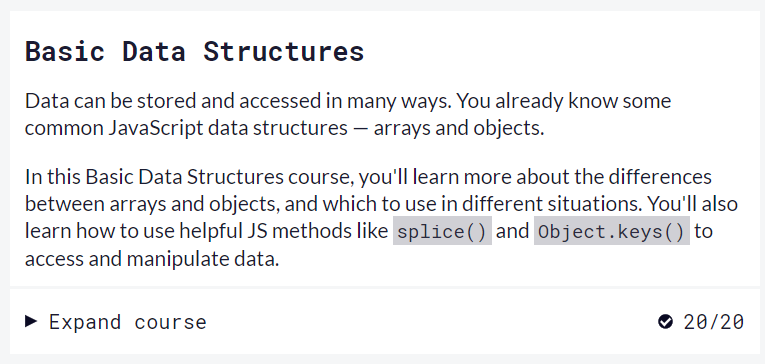 Basic Data Structures
Data can be stored and accessed in many ways. You already know some
common JavaScript data structures — arrays and objects.
In this Basic Data Structures course, you'll learn more about the differences
between arrays and objects, and which to use in different situations. You'll also
learn how to use helpful JS methods like splice() and Object.keys() to
access and manipulate data.
Expand course 20/20